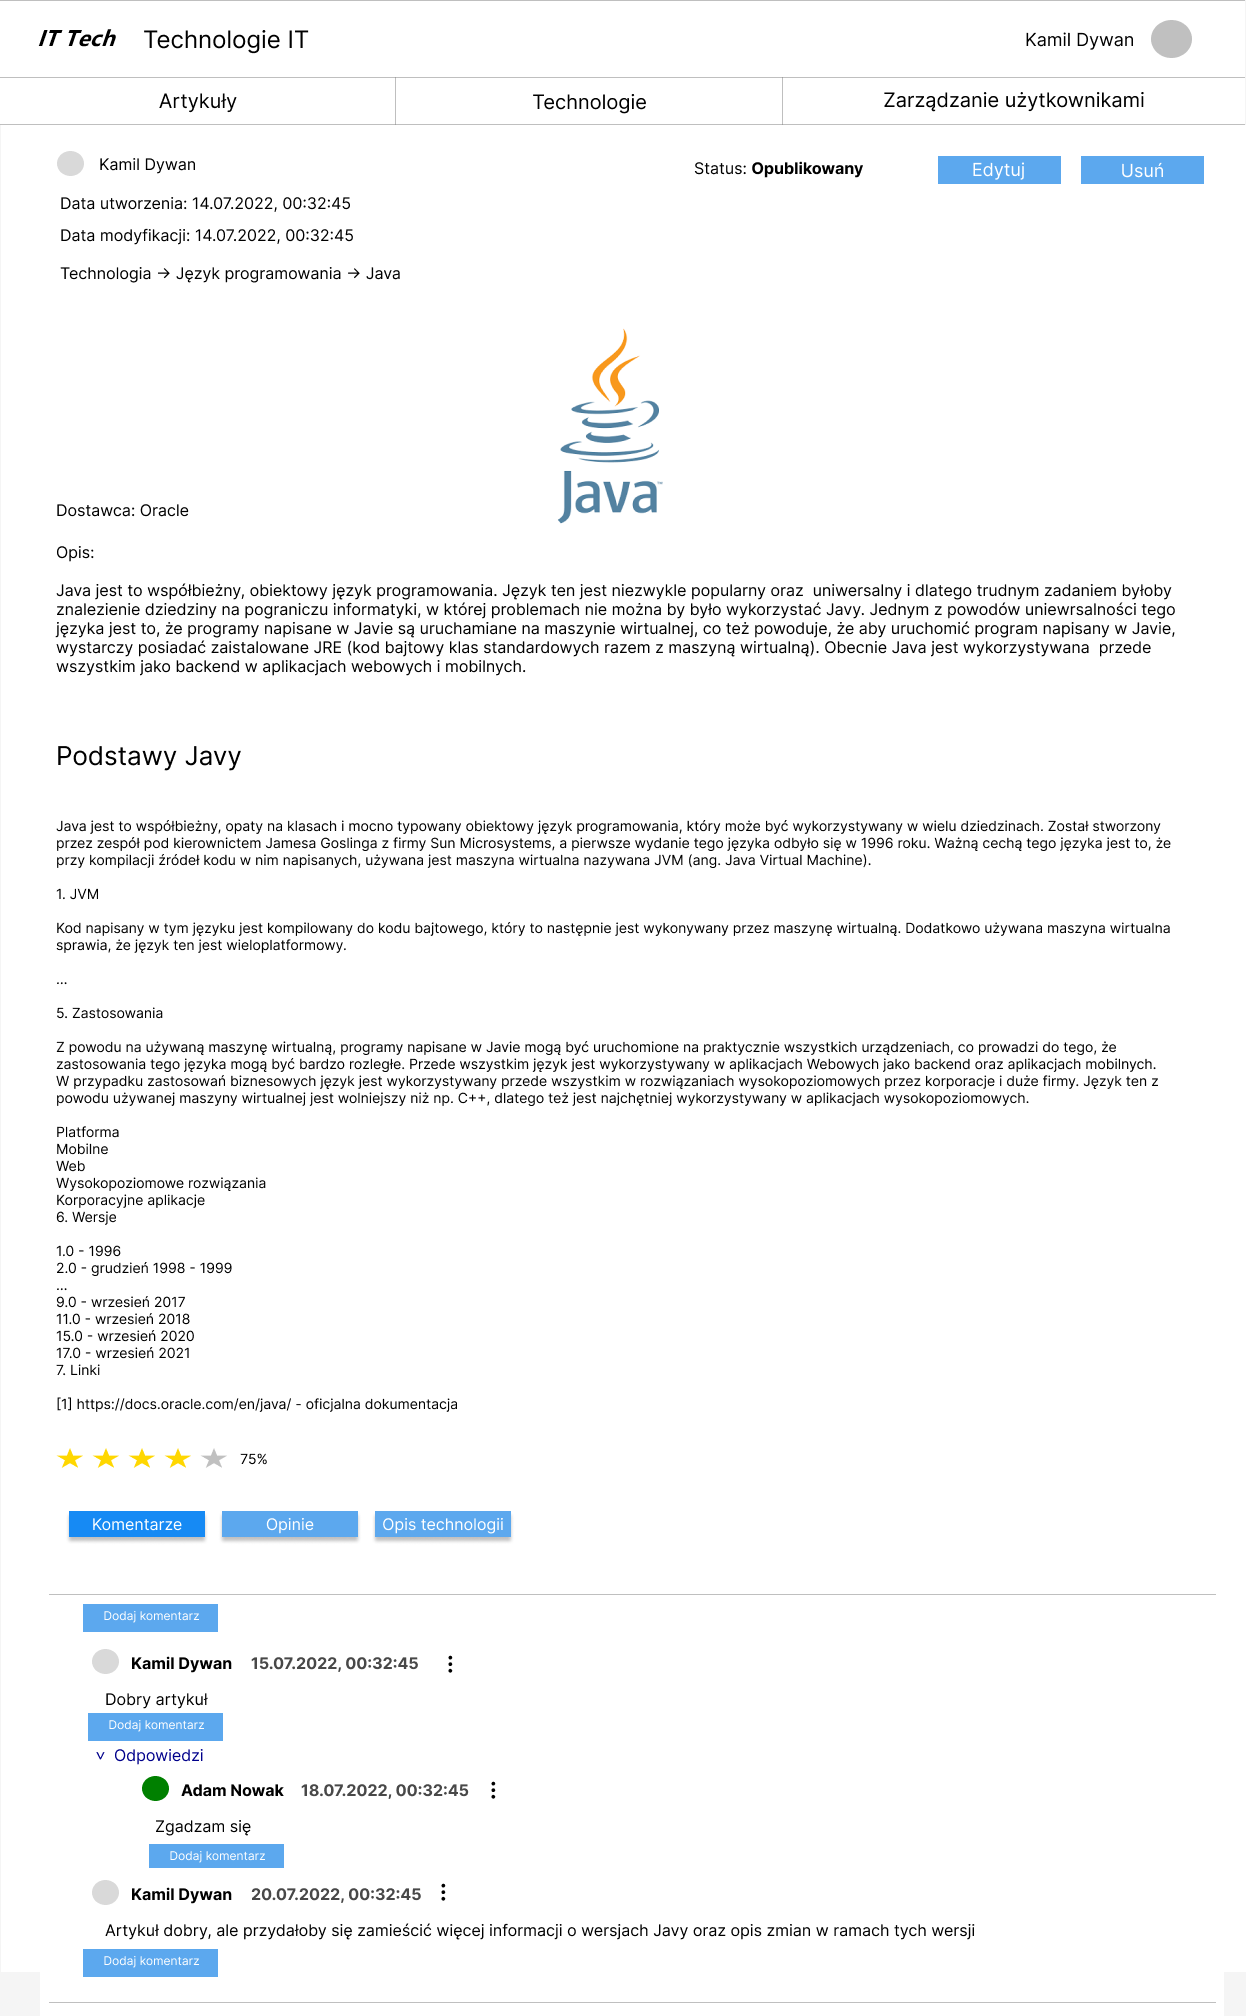 IT Tech
Technologie IT
Kamil Dywan
Artykuły
Technologie
Zarządzanie użytkownikami
Kamil Dywan
Status: Opublikowany
Edytuj
Usuń
Data utworzenia: 14.07.2022, 00:32:45
Data modyfikacji: 14.07.2022, 00:32:45
Technologia → Język programowania → Java
Java™
Dostawca: Oracle
Opis:
Java jest to współbieżny, obiektowy język programowania. Język ten jest niezwykle popularny oraz  uniwersalny i dlatego trudnym zadaniem byłoby
znalezienie dziedziny na pograniczu informatyki, w której problemach nie można by było wykorzystać Javy. Jednym z powodów uniewrsalności tego
języka jest to, że programy napisane w Javie są uruchamiane na maszynie wirtualnej, co też powoduje, że aby uruchomić program napisany w Javie,
wystarczy posiadać zaistalowane JRE (kod bajtowy klas standardowych razem z maszyną wirtualną). Obecnie Java jest wykorzystywana  przede
wszystkim jako backend w aplikacjach webowych i mobilnych.
Podstawy Javy
Java jest to współbieżny, opaty na klasach i mocno typowany obiektowy język programowania, który może być wykorzystywany w wielu dziedzinach. Został stworzony
przez zespół pod kierownictem Jamesa Goslinga z firmy Sun Microsystems, a pierwsze wydanie tego języka odbyło się w 1996 roku. Ważną cechą tego języka jest to, że
przy kompilacji źródeł kodu w nim napisanych, używana jest maszyna wirtualna nazywana JVM (ang. Java Virtual Machine).
1. JVM
Kod napisany w tym języku jest kompilowany do kodu bajtowego, który to następnie jest wykonywany przez maszynę wirtualną. Dodatkowo używana maszyna wirtualna
sprawia, że język ten jest wieloplatformowy.
...
5. Zastosowania
Z powodu na używaną maszynę wirtualną, programy napisane w Javie mogą być uruchomione na praktycznie wszystkich urządzeniach, co prowadzi do tego, że
zastosowania tego języka mogą być bardzo rozległe. Przede wszystkim język jest wykorzystywany w aplikacjach Webowych jako backend oraz aplikacjach mobilnych.
W przypadku zastosowań biznesowych język jest wykorzystywany przede wszystkim w rozwiązaniach wysokopoziomowych przez korporacje i duże firmy. Język ten z
powodu używanej maszyny wirtualnej jest wolniejszy niż np. C++, dlatego też jest najchętniej wykorzystywany w aplikacjach wysokopoziomowych.
Platforma
Mobilne
Web
Wysokopoziomowe rozwiązania
Korporacyjne aplikacje
6. Wersje
1.0 - 1996
2.0 - grudzień 1998 - 1999
...
9.0 - wrzesień 2017
11.0 - wrzesień 2018
15.0 - wrzesień 2020
17.0 - wrzesień 2021
7. Linki
[1] https://docs.oracle.com/en/java/ - oficjalna dokumentacja
75%
Komentarze
Opinie
Opis technologii
Dodaj komentarz
Kamil Dywan 15.07.2022, 00:32:45
Dobry artykuł
Dodaj komentarz
Odpowiedzi
Adam Nowak 18.07.2022, 00:32:45
Zgadzam się
Dodaj komentarz
Kamil Dywan 20.07.2022, 00:32:45
Artykuł dobry, ale przydałoby się zamieścić więcej informacji o wersjach Javy oraz opis zmian w ramach tych wersji
Dodaj komentarz